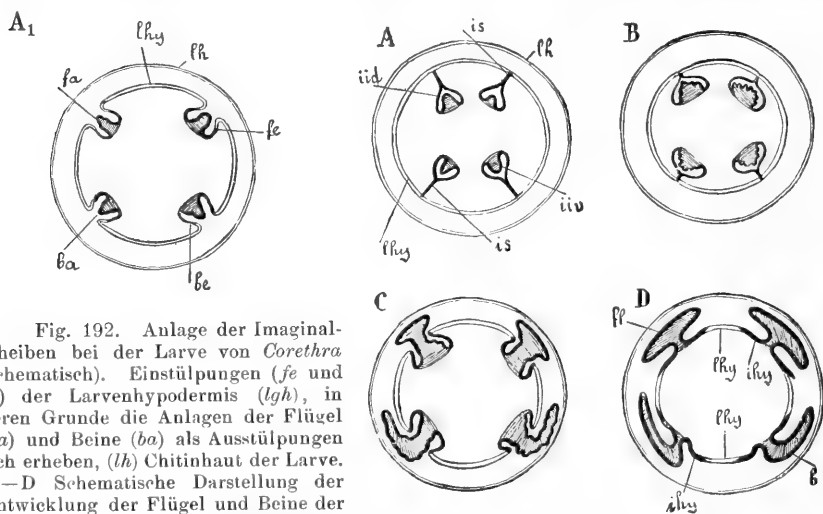 A₁
lhy
lh
fa
fe
ba
be
A
is
lh
iid
iiv
lhy
is
B
C
D
fl
lhy
ihy
lhy
ihy
b
Fig. 192. Anlage der Imaginal-
heiben bei der Larve von Corethra
hematisch). Einstülpungen (fe und
) der Larvenhypodermis (lgh), in
eren Grunde die Anlagen der Flügel
a) und Beine (ba) als Ausstülpungen
ch erheben, (lh) Chitinhaut der Larve.
—D Schematische Darstellung der
ntwicklung der Flügel und Beine der